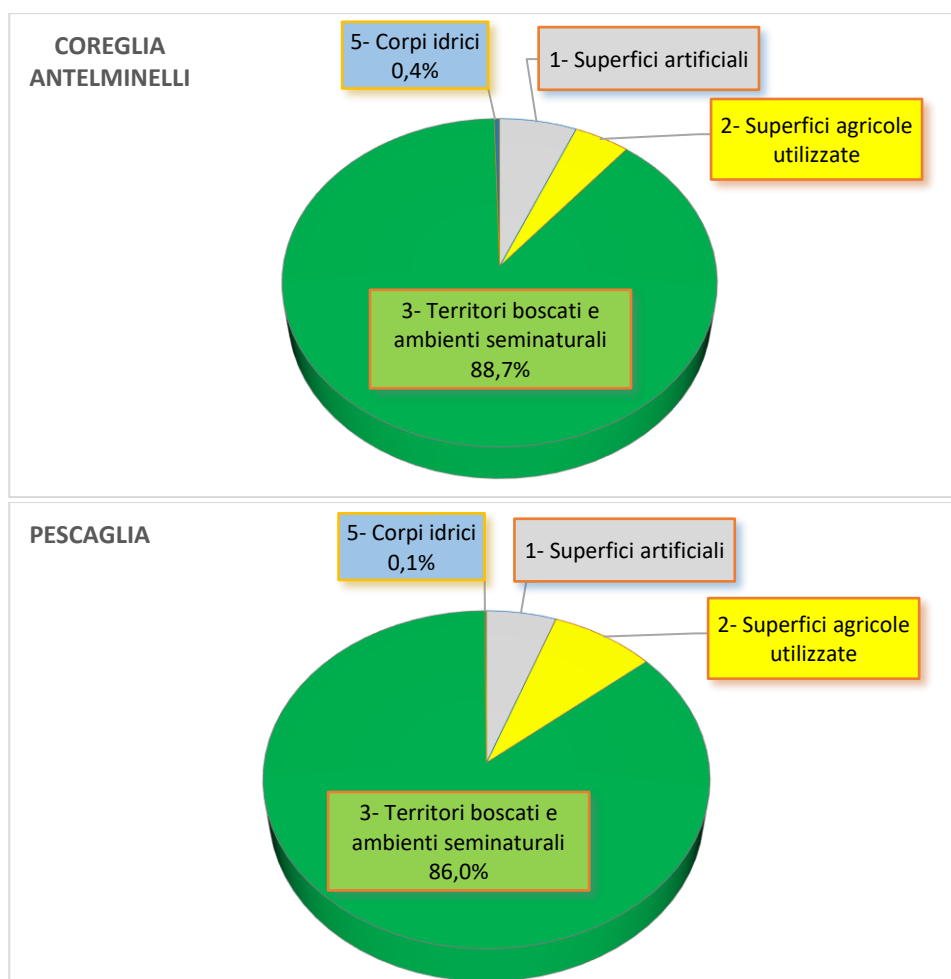 COREGLIA
ANTELMINELLI
5- Corpi idrici
0,4%
1- Superfici artificiali
2- Superfici agricole
utilizzate
3- Territori boscati e
ambienti seminaturali
88,7%
PESCAGLIA
5- Corpi idrici
0,1%
1- Superfici artificiali
2- Superfici agricole
utilizzate
3- Territori boscati e
ambienti seminaturali
86,0%